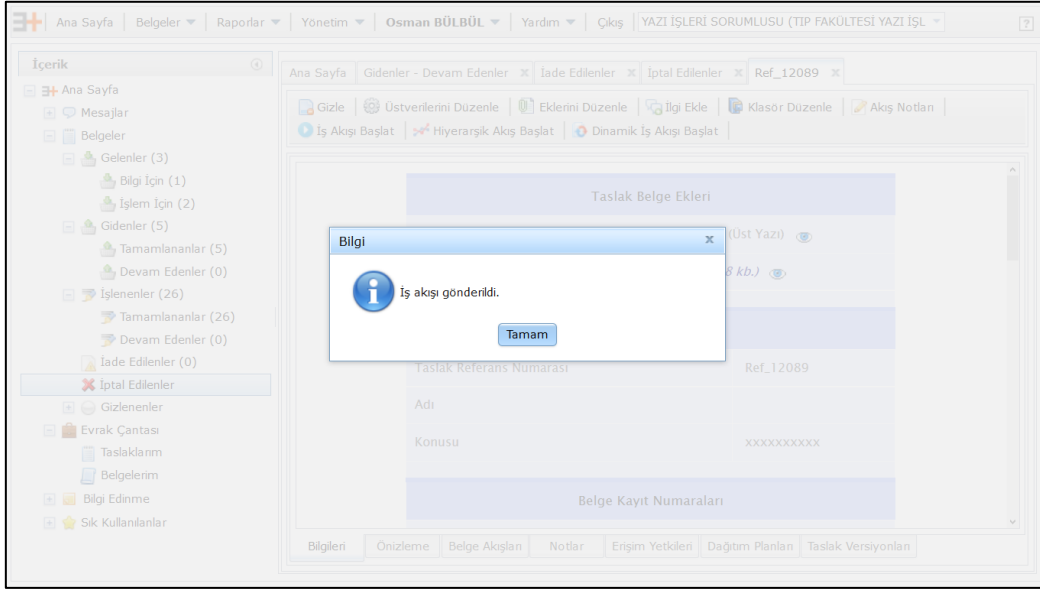 Ana Sayfa Belgeler Raporlar Yönetim Osman BÜLBÜL Yardım Çıkış YAZI İŞLERİ SORUMLUSU (TIP FAKÜLTESİ YAZI İŞL ?
İçerik
Ana Sayfa
Mesajlar
Belgeler
Gelenler (3)
Bilgi İçin (1)
İşlem İçin (2)
Gidenler (5)
Tamamlananlar (5)
Devam Edenler (0)
İşlenenler (26)
Tamamlananlar (26)
Devam Edenler (0)
İade Edilenler (0)
İptal Edilenler
Gizlenenler
Evrak Çantası
Taslaklarım
Belgelerim
Bilgi Edinme
Sık Kullanılanlar
Ana Sayfa Gidenler - Devam Edenler x İade Edilenler x İptal Edilenler x Ref_12089 x
Gizle Üstverilerini Düzenle Eklerini Düzenle İlgi Ekle Klasör Düzenle Akış Notları
İş Akışı Başlat Hiyerarşik Akış Başlat Dinamik İş Akışı Başlat
Taslak Belge Ekleri
(Üst Yazı)
8 kb.)
Bilgi x
İş akışı gönderildi.
Tamam
Taslak Referans Numarası Ref_12089
Adı
Konusu xxxxxxxxxx
Belge Kayıt Numaraları
Bilgileri Önizleme Belge Akışları Notlar Erişim Yetkileri Dağıtım Planları Taslak Versiyonları